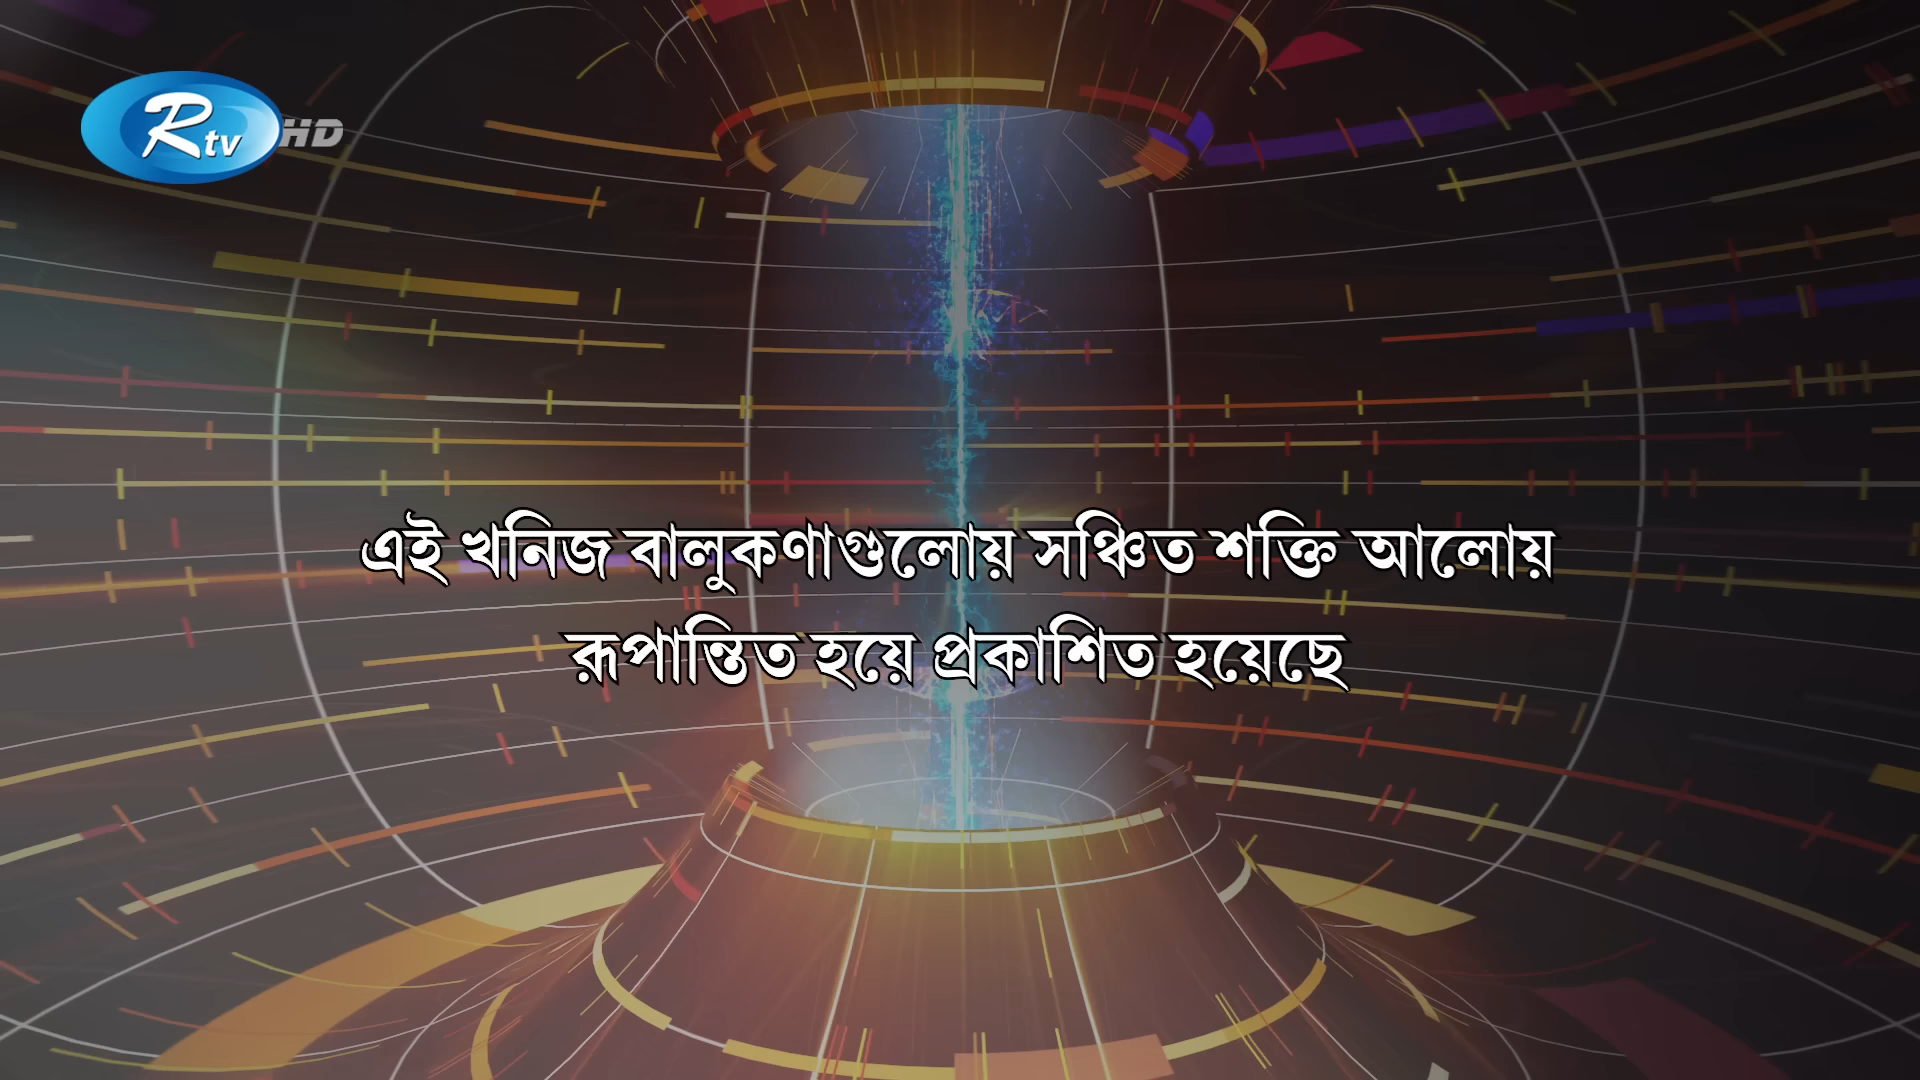 Rtv HD
এই খনিজ বালুকণাগুলোয় সঞ্চিত শক্তি আলোয়
রূপান্তিত হয়ে প্রকাশিত হয়েছে